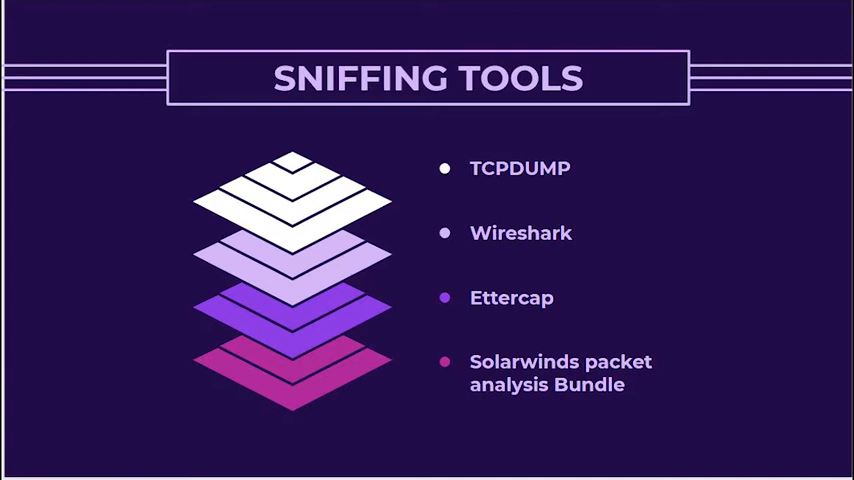 SNIFFING TOOLS
TCPDUMP
Wireshark
Ettercap
Solarwinds packet
analysis Bundle